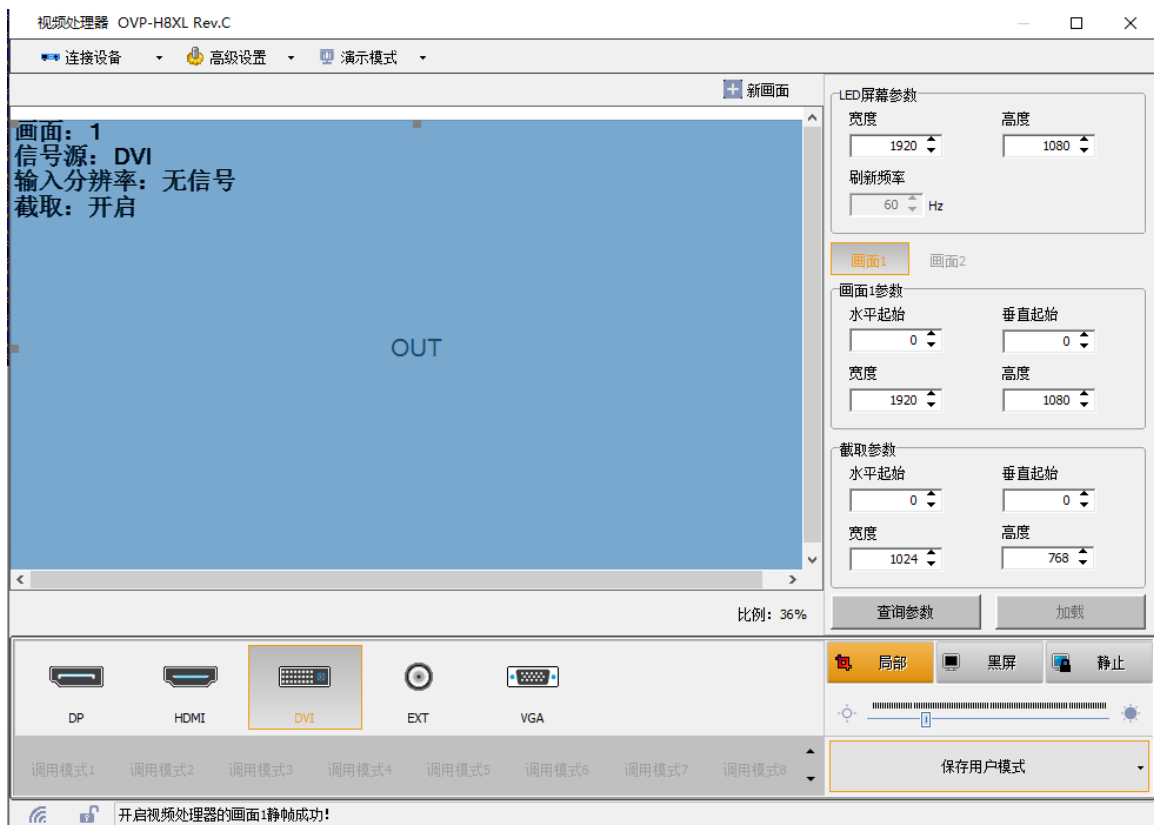 视频处理器 OVP-H8XL Rev.C
连接设备 高级设置 演示模式
新画面
画面：1
信号源：DVI
输入分辨率：无信号
截取：开启
OUT
比例：36%
LED屏幕参数
宽度 高度
1920 1080
刷新频率
60 Hz
画面1 画面2
画面1参数
水平起始 垂直起始
0 0
宽度 高度
1920 1080
截取参数
水平起始 垂直起始
0 0
宽度 高度
1024 768
查询参数 加载
DP HDMI DVI EXT VGA
局部 黑屏 静止
调用模式1 调用模式2 调用模式3 调用模式4 调用模式5 调用模式6 调用模式7 调用模式8
保存用户模式
开启视频处理器的画面1静帧成功!